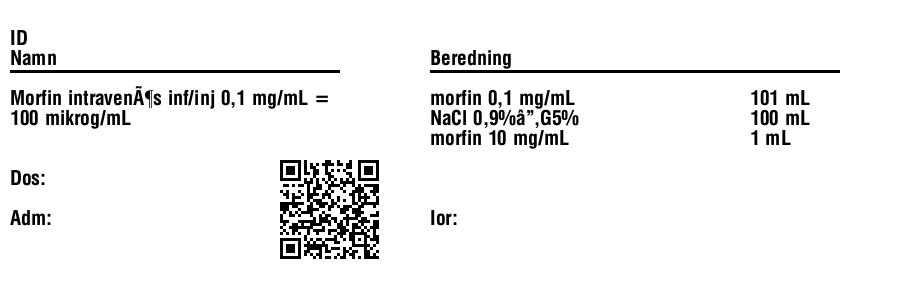 ID
Namn
Morfin intravenÃ¶s inf/inj 0,1 mg/mL =
100 mikrog/mL
Dos:
Adm:
Beredning
morfin 0,1 mg/mL 101 mL
NaCl 0,9%â”‚G5% 100 mL
morfin 10 mg/mL 1 mL
Ior: